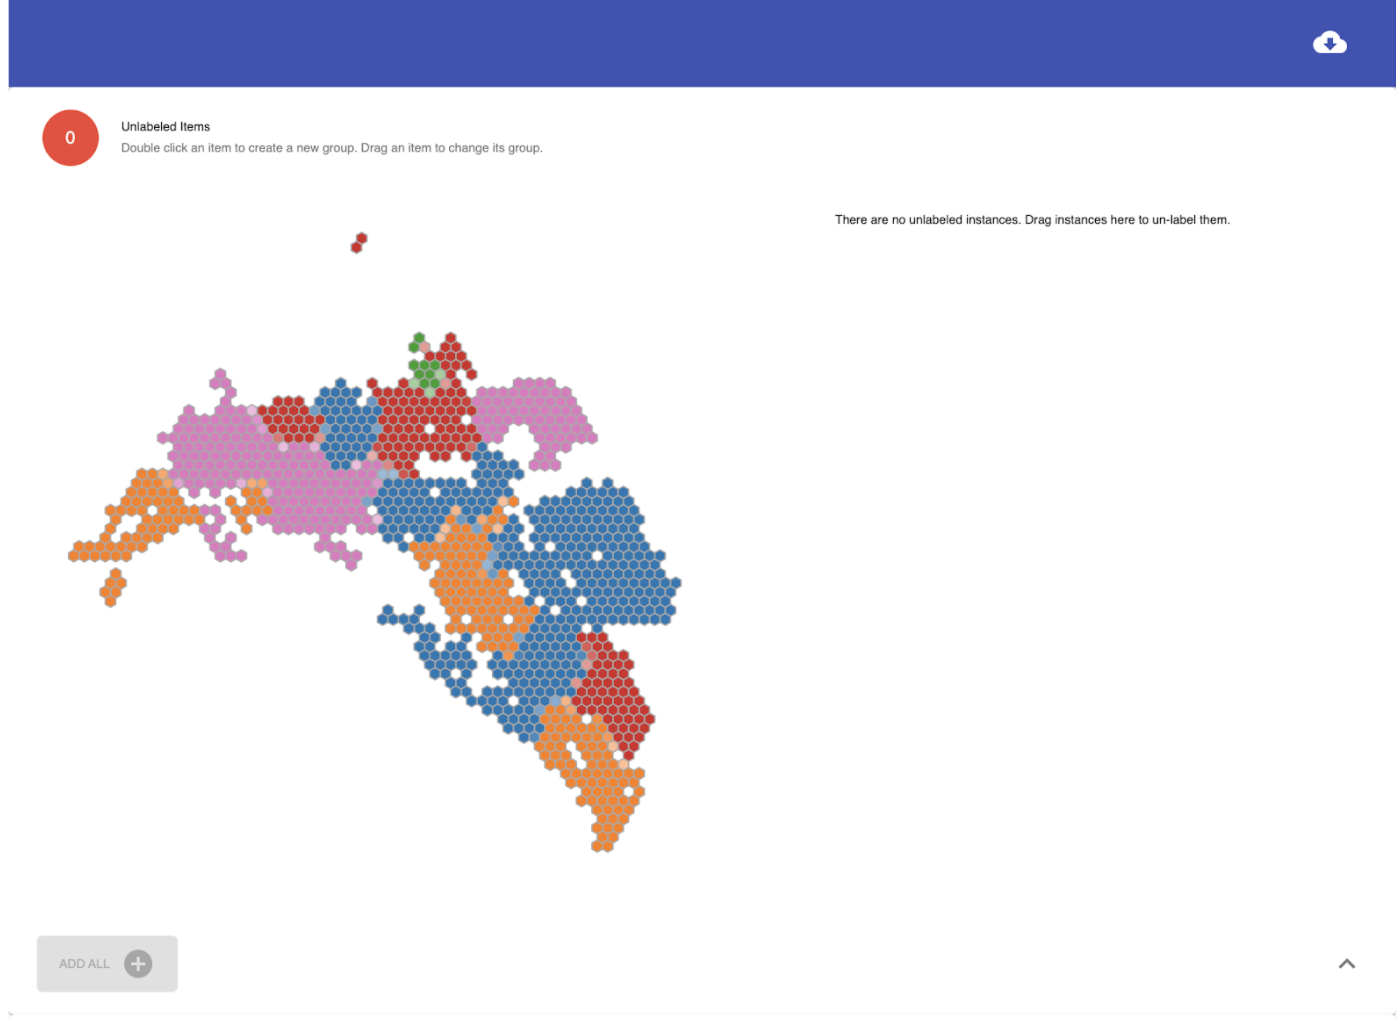 0
Unlabeled Items
Double click an item to create a new group. Drag an item to change its group.
There are no unlabeled instances. Drag instances here to un-label them.
ADD ALL